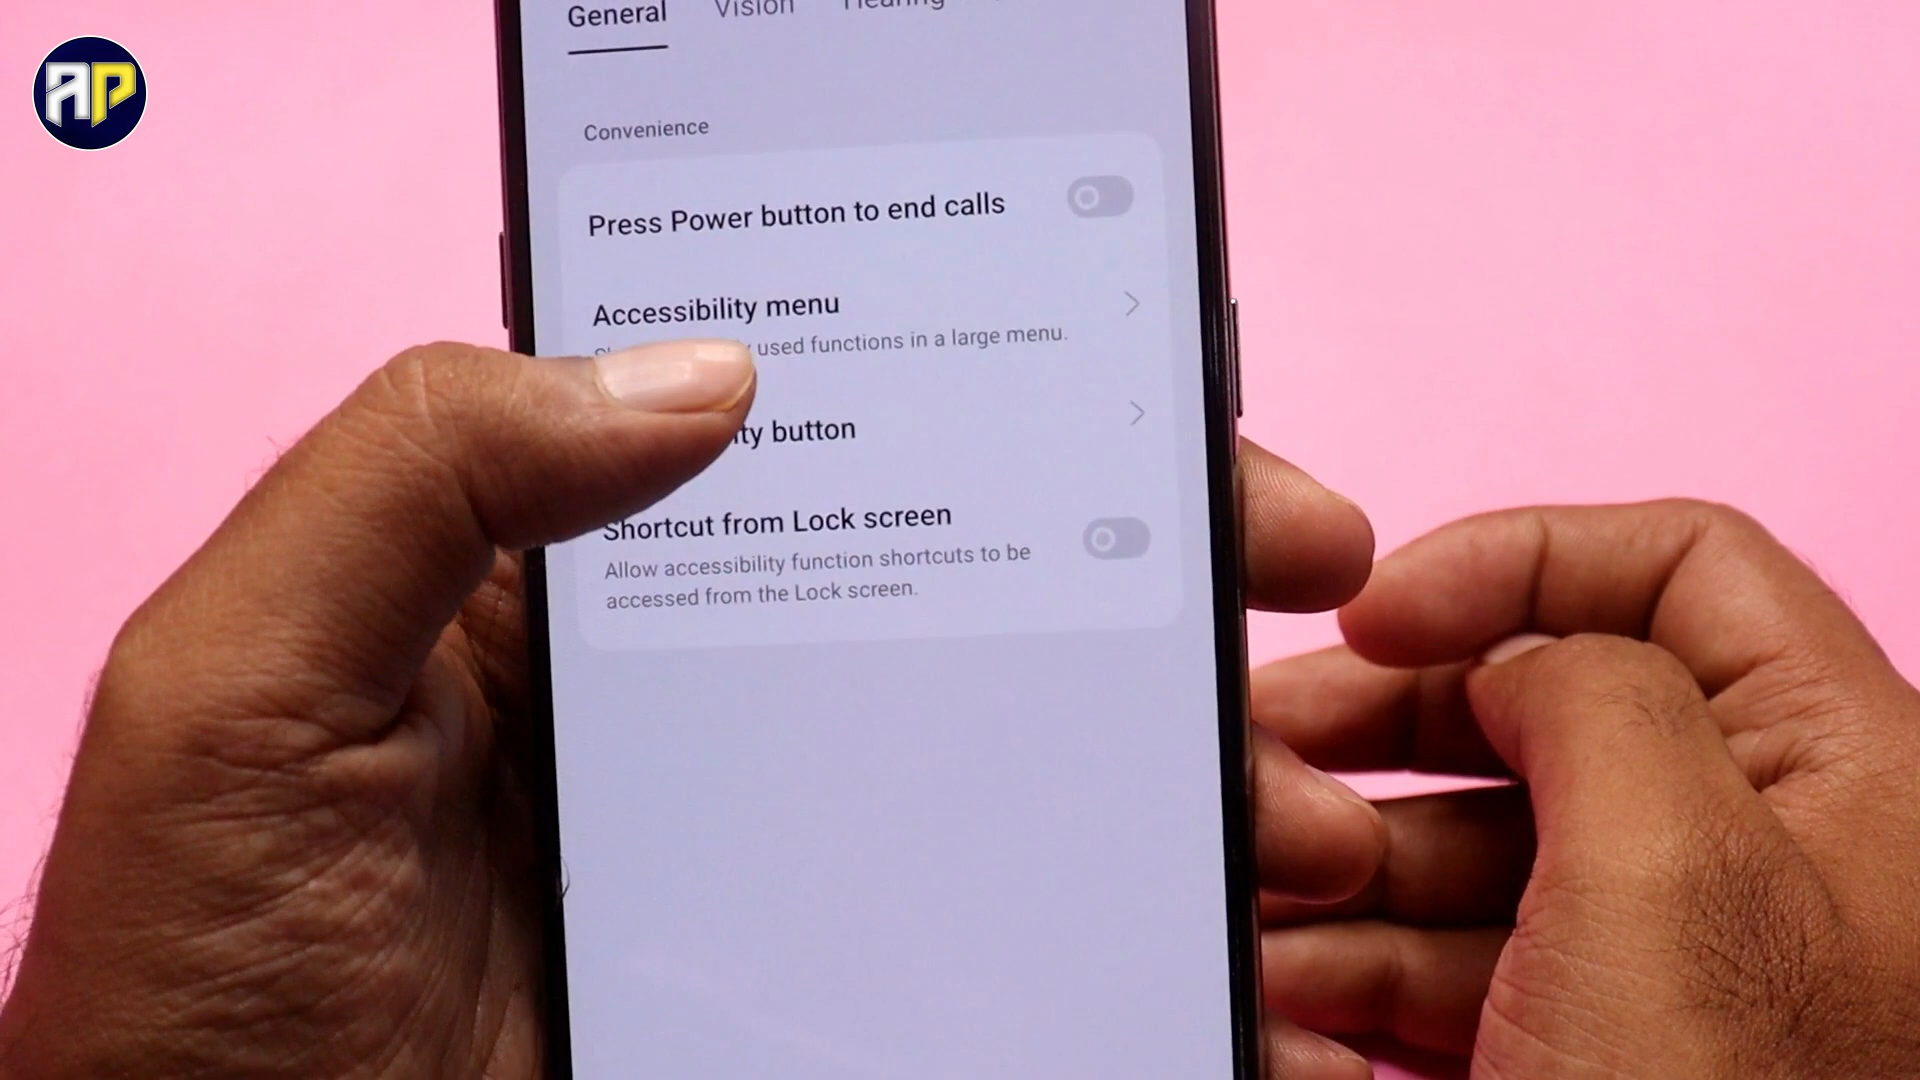 AP
General Vision Hearing
Convenience
Press Power button to end calls
Accessibility menu
used functions in a large menu.
ty button
Shortcut from Lock screen
Allow accessibility function shortcuts to be
accessed from the Lock screen.